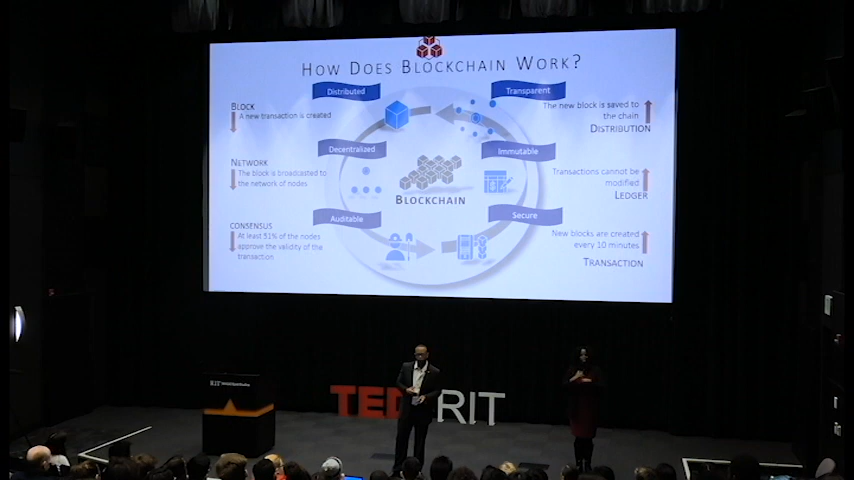 HOW DOES BLOCKCHAIN WORK?
Distributed
Transparent
BLOCK
A new transaction is created
The new block is saved to
the chain
DISTRIBUTION
Decentralized
Immutable
NETWORK
The block is broadcasted to
the network of nodes
Transactions cannot be
modified
LEDGER
BLOCKCHAIN
Auditable
Secure
CONSENSUS
At least 51% of the nodes
approve the validity of the
transaction
New blocks are created
every 10 minutes
TRANSACTION
RIT
TED RIT